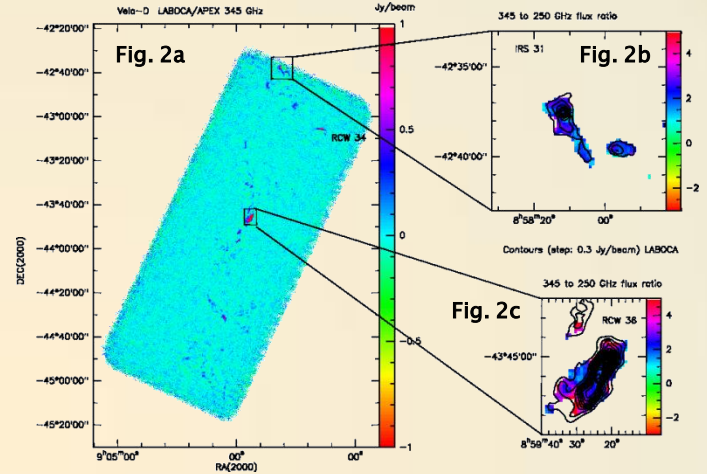 Vela-D LABOCA/APEX 345 GHz
Jy/beam
Fig. 2a
RCW 34
-42°20'00"
-42°40'00"
-43°00'00"
-43°20'00"
-43°40'00"
-44°00'00"
-44°20'00"
-44°40'00"
-45°00'00"
-45°20'00"
DEC(2000)
9ʰ05ᵐ00ˢ
00ᵐ
00ˢ
RA(2000)
1
0.5
0
-0.5
-1
345 to 250 GHz flux ratio
IRS 31
Fig. 2b
-42°35'00"
-42°40'00"
8ʰ58ᵐ20ˢ
00ˢ
4
2
0
-2
Contours (step: 0.3 Jy/beam) LABOCA
345 to 250 GHz flux ratio
Fig. 2c
RCW 36
-43°45'00"
8ʰ59ᵐ40ˢ
30ˢ
20ˢ
4
2
0
-2